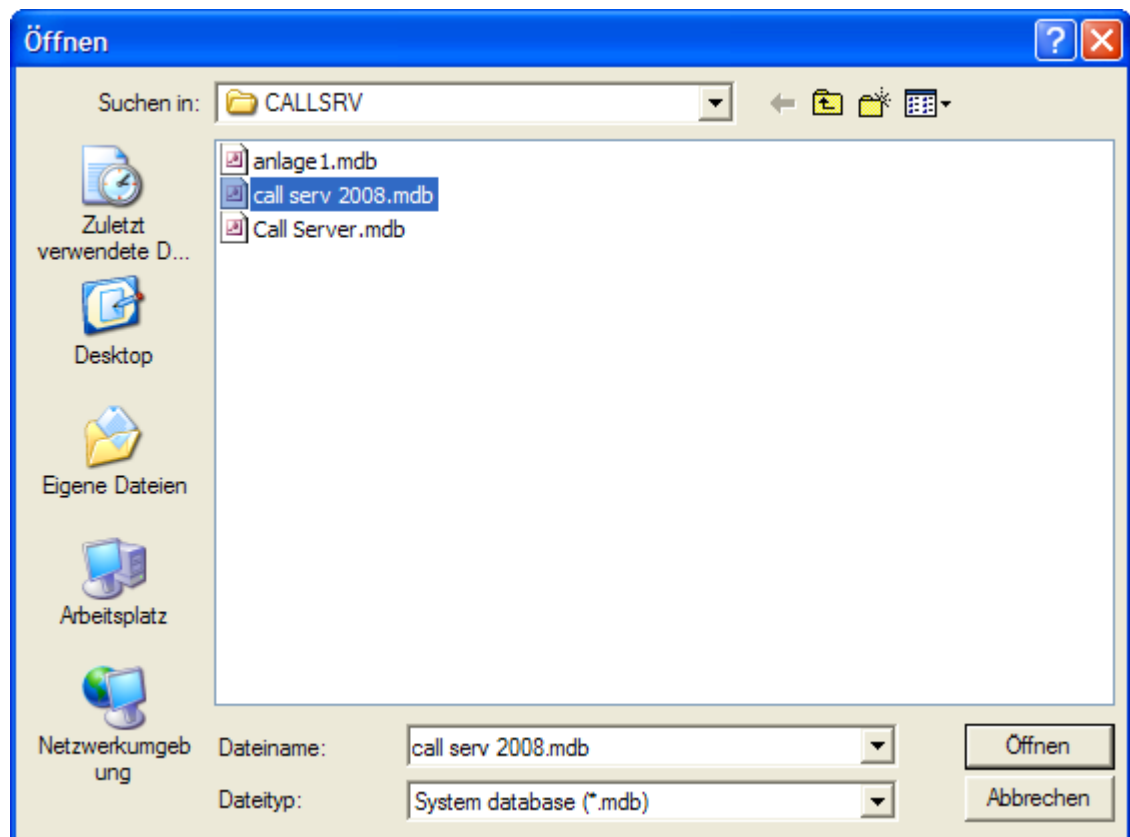 Öffnen
Suchen in: CALLSRV
Zuletzt
verwendete D...
Desktop
Eigene Dateien
Arbeitsplatz
Netzwerkumgeb
ung
anlage1.mdb
call serv 2008.mdb
Call Server.mdb
Dateiname: call serv 2008.mdb Öffnen
Dateityp: System database (*.mdb) Abbrechen